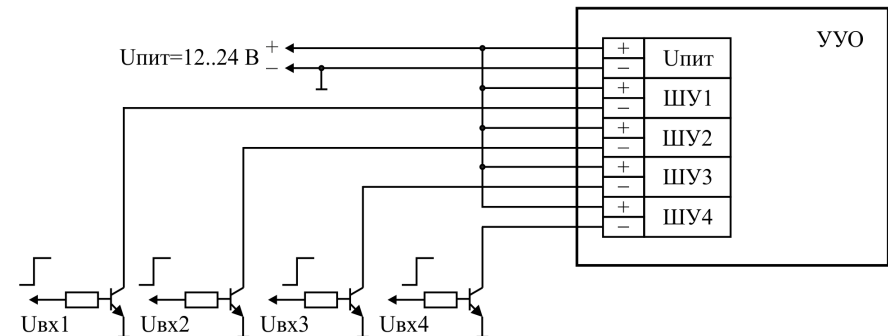 УУО
Uпит=12..24 В + −
+ − Uпит
+ − ШУ1
+ − ШУ2
+ − ШУ3
+ − ШУ4
Uвх1 Uвх2 Uвх3 Uвх4